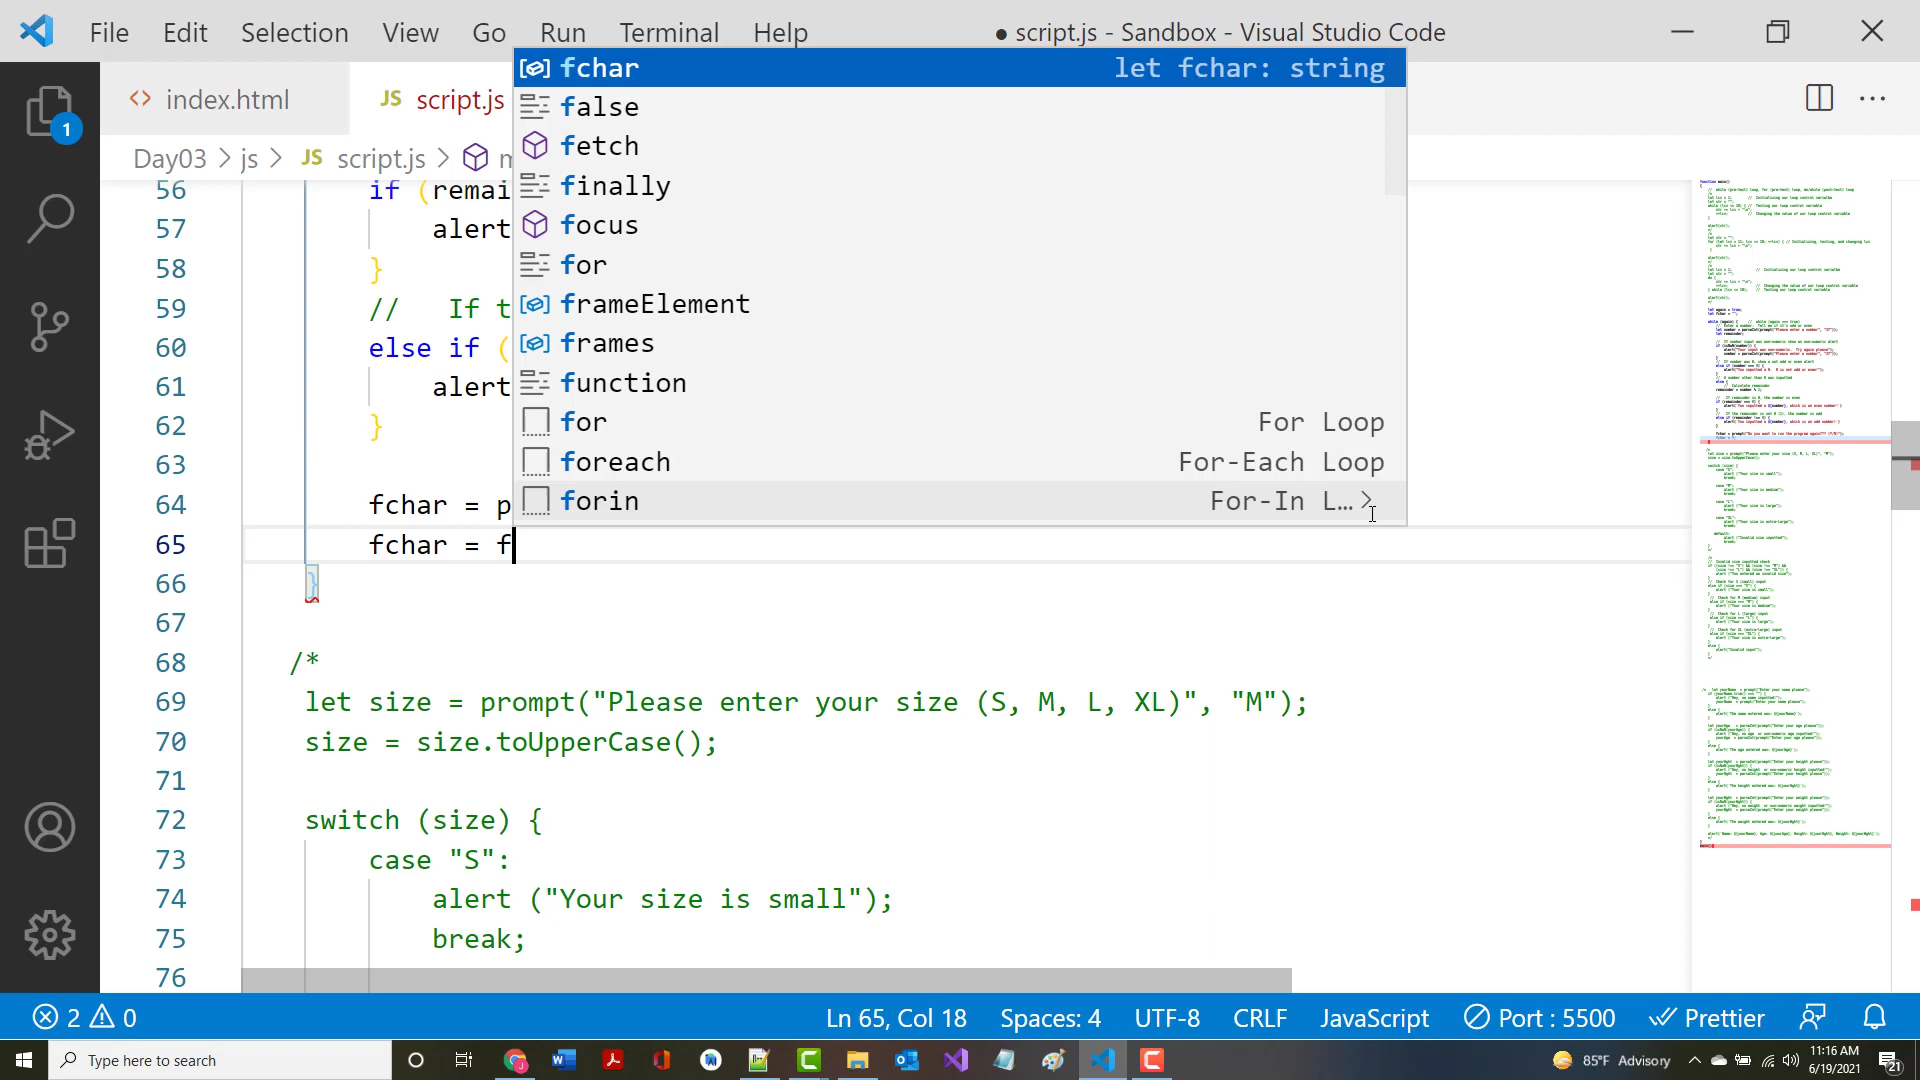 File Edit Selection View Go Run Terminal Help
● script.js - Sandbox - Visual Studio Code
index.html
JS script.js
Day03 > js > JS script.js >
fchar let fchar: string
false
fetch
finally
focus
for
frameElement
frames
function
for For Loop
foreach For-Each Loop
forin For-In L... >
56 if (remai
57 alert
58 }
59 // If t
60 else if (
61 alert
62 }
63
64 fchar = p
65 fchar = f
66 }
67
68 /*
69 let size = prompt("Please enter your size (S, M, L, XL)", "M");
70 size = size.toUpperCase();
71
72 switch (size) {
73 case "S":
74 alert ("Your size is small");
75 break;
76
1
2 0
Ln 65, Col 18 Spaces: 4 UTF-8 CRLF JavaScript Port : 5500 Prettier
Type here to search
85°F Advisory
11:16 AM
6/19/2021
21